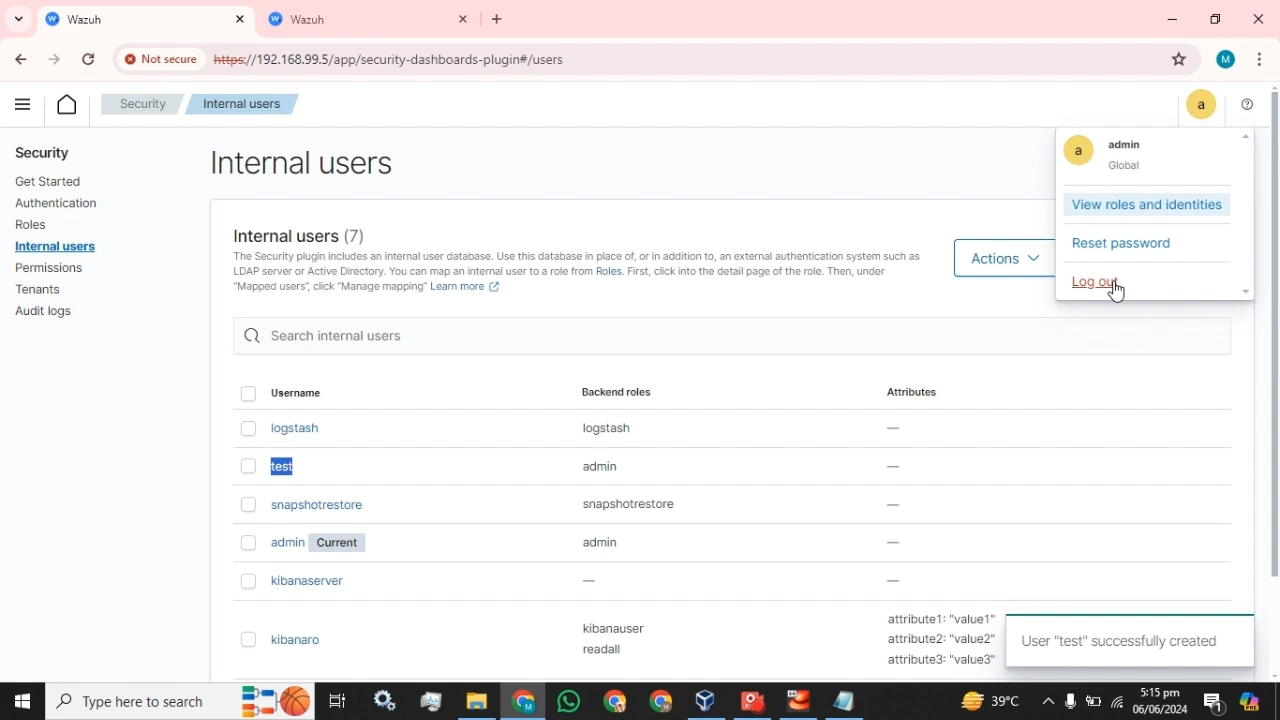 Wazuh
Wazuh
Not secure
https://192.168.99.5/app/security-dashboards-plugin#/users
M
Security
Internal users
a
Security
Get Started
Authentication
Roles
Internal users
Permissions
Tenants
Audit logs
Internal users
a
admin
Global
View roles and identities
Reset password
Log out
Internal users (7)
The Security plugin includes an internal user database. Use this database in place of, or in addition to, an external authentication system such as
LDAP server or Active Directory. You can map an internal user to a role from Roles. First, click into the detail page of the role. Then, under
"Mapped users", click "Manage mapping" Learn more
Actions
Search internal users
Username Backend roles Attributes
logstash logstash —
test admin —
snapshotrestore snapshotrestore —
admin Current admin —
kibanaserver — —
kibanaro
kibanauser
readall
attribute1: "value1"
attribute2: "value2"
attribute3: "value3"
User "test" successfully created
Type here to search
39°C
5:15 pm
06/06/2024
1